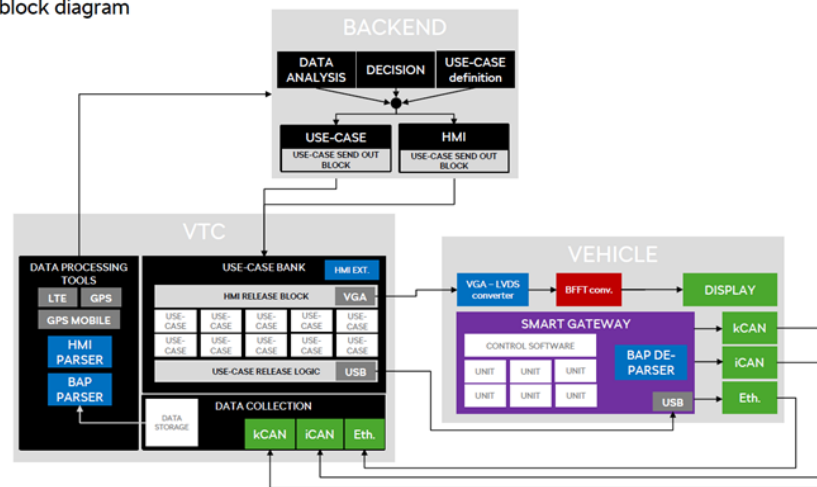 block diagram
BACKEND
DATA
ANALYSIS
DECISION
USE-CASE
definition
USE-CASE
USE-CASE SEND OUT
BLOCK
HMI
USE-CASE SEND OUT
BLOCK
VTC
DATA PROCESSING
TOOLS
LTE
GPS
GPS MOBILE
HMI
PARSER
BAP
PARSER
USE-CASE BANK
HMI EXT.
HMI RELEASE BLOCK
VGA
USE-
CASE
USE-
CASE
USE-
CASE
USE-
CASE
USE-
CASE
USE-
CASE
USE-
CASE
USE-
CASE
USE-
CASE
USE-
CASE
USE-CASE RELEASE LOGIC
USB
DATA COLLECTION
DATA
STORAGE
kCAN
iCAN
Eth.
VEHICLE
VGA – LVDS
converter
BFFT conv.
DISPLAY
SMART GATEWAY
CONTROL SOFTWARE
UNIT
UNIT
UNIT
UNIT
UNIT
UNIT
BAP DE-
PARSER
USB
kCAN
iCAN
Eth.